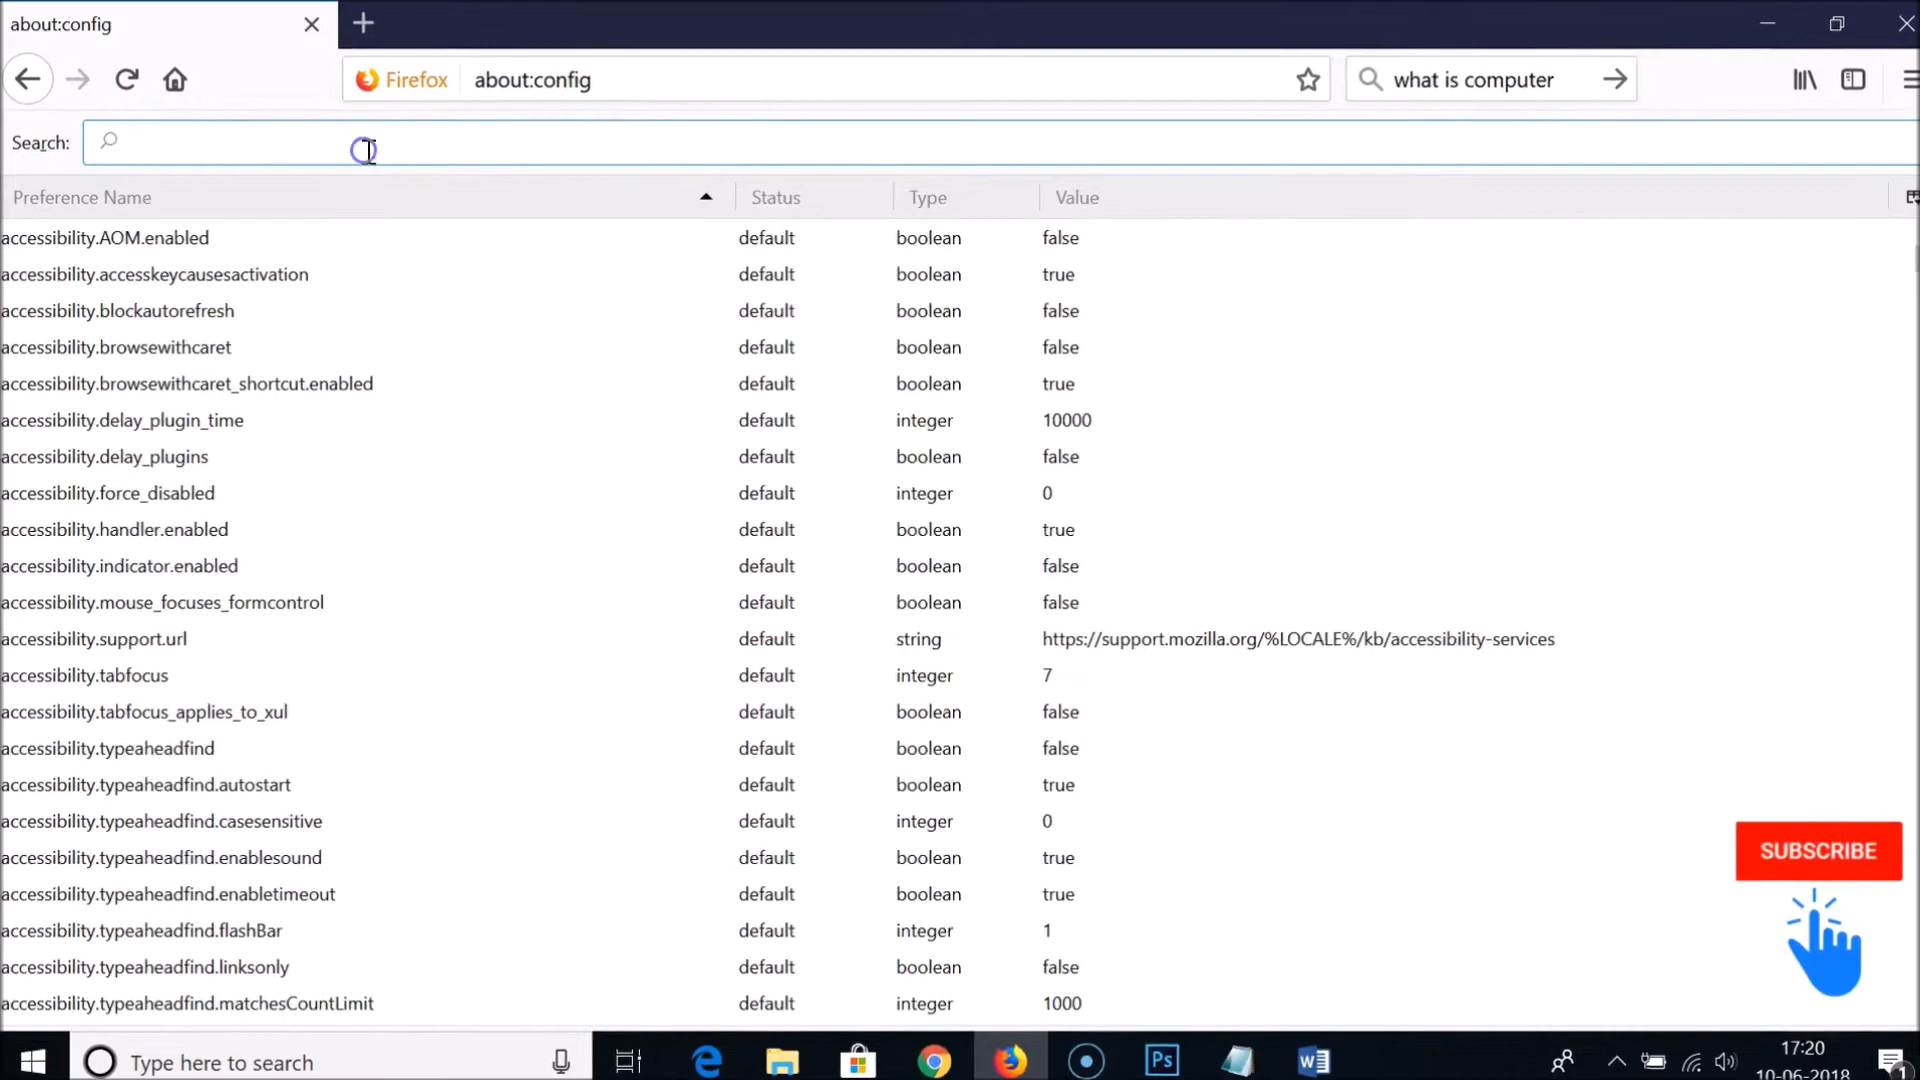 about:config
Firefox about:config what is computer
Search:
Preference Name Status Type Value
accessibility.AOM.enabled default boolean false
accessibility.accesskeycausesactivation default boolean true
accessibility.blockautorefresh default boolean false
accessibility.browsewithcaret default boolean false
accessibility.browsewithcaret_shortcut.enabled default boolean true
accessibility.delay_plugin_time default integer 10000
accessibility.delay_plugins default boolean false
accessibility.force_disabled default integer 0
accessibility.handler.enabled default boolean true
accessibility.indicator.enabled default boolean false
accessibility.mouse_focuses_formcontrol default boolean false
accessibility.support.url default string https://support.mozilla.org/%LOCALE%/kb/accessibility-services
accessibility.tabfocus default integer 7
accessibility.tabfocus_applies_to_xul default boolean false
accessibility.typeaheadfind default boolean false
accessibility.typeaheadfind.autostart default boolean true
accessibility.typeaheadfind.casesensitive default integer 0
accessibility.typeaheadfind.enablesound default boolean true
accessibility.typeaheadfind.enabletimeout default boolean true
accessibility.typeaheadfind.flashBar default integer 1
accessibility.typeaheadfind.linksonly default boolean false
accessibility.typeaheadfind.matchesCountLimit default integer 1000
SUBSCRIBE
Type here to search Ps W 17:20
10-06-2018 1